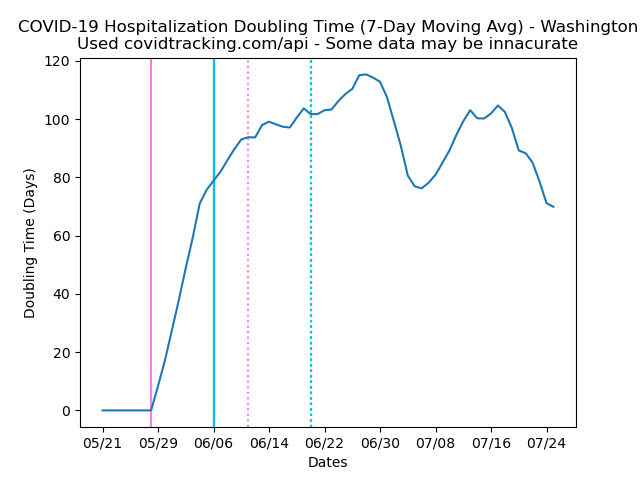 COVID-19 Hospitalization Doubling Time (7-Day Moving Avg) - Washington
Used covidtracking.com/api - Some data may be innacurate
120
100
80
60
40
20
0
Doubling Time (Days)
05/21 05/29 06/06 06/14 06/22 06/30 07/08 07/16 07/24
Dates